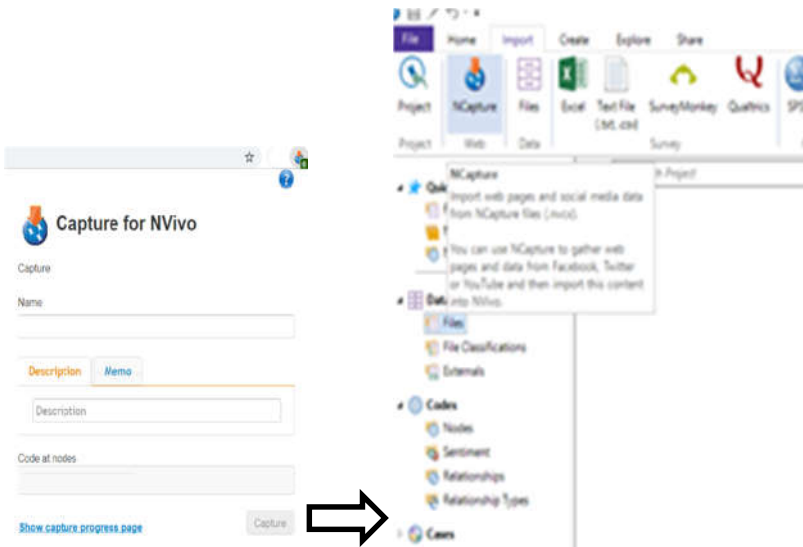 Capture for NVivo
Capture
Name
Description Memo
Description
Code at nodes
Show capture progress page Capture
File Home Import Create Explore Share
Project NCapture Files Excel Text File SurveyMonkey Qualtrics
(.txt, .csv)
Project Web Data Survey
NCapture
Import web pages and social media data
from NCapture files (.nvcx).
You can use NCapture to gather web
pages and data from Facebook, Twitter
or YouTube and then import this content
into NVivo.
Files
File Classifications
Externals
Codes
Nodes
Sentiment
Relationships
Relationship Types
Cases